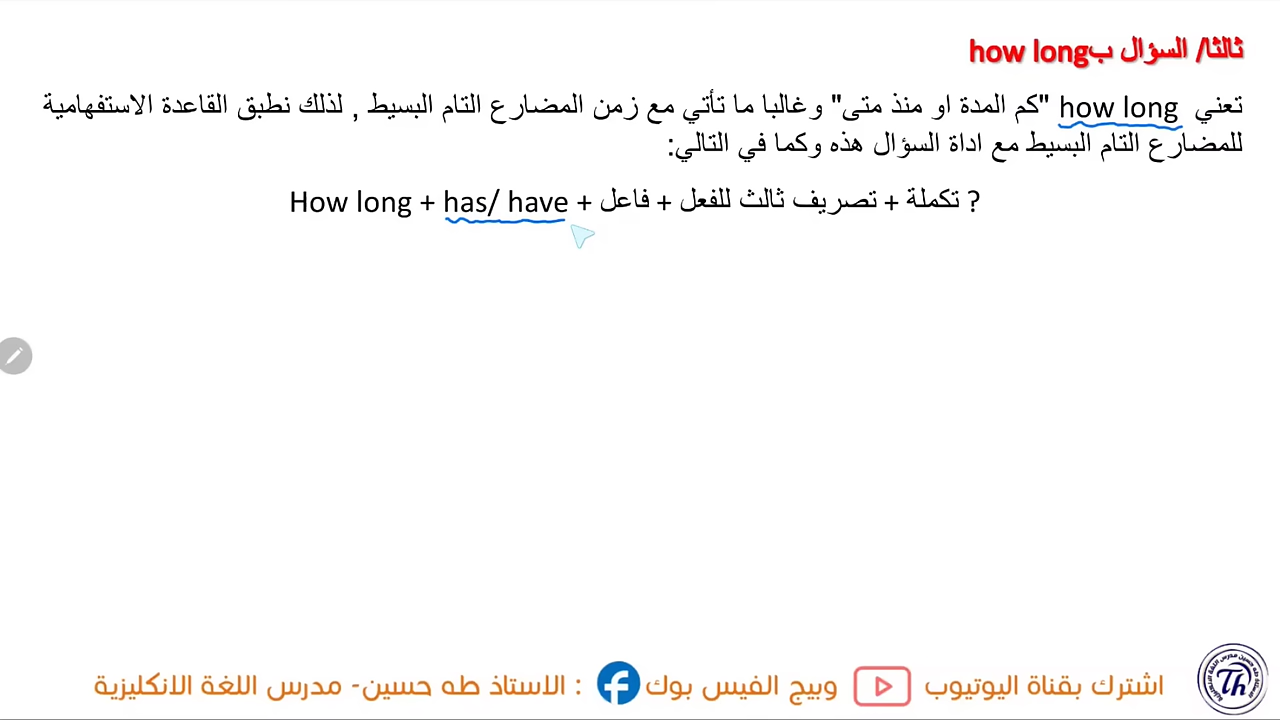 ثالثا/ السؤال بhow long
تعني how long "كم المدة او منذ متى" وغالبا ما تأتي مع زمن المضارع التام البسيط , لذلك نطبق القاعدة الاستفهامية
للمضارع التام البسيط مع اداة السؤال هذه وكما في التالي:
How long + has/ have + فاعل + تصريف ثالث للفعل + تكملة ?
اشترك بقناة اليوتيوب وبيج الفيس بوك : الاستاذ طه حسين- مدرس اللغة الانكليزية
Th